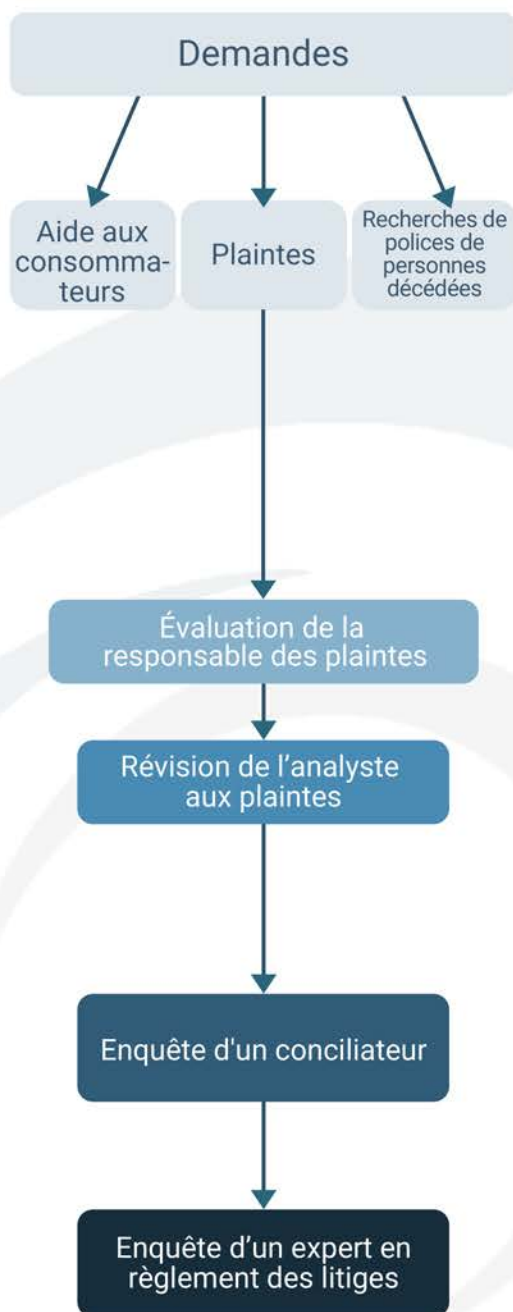 Demandes
Aide aux
consomma-
teurs
Plaintes
Recherches de
polices de
personnes
décédées
Évaluation de la
responsable des plaintes
Révision de l’analyste
aux plaintes
Enquête d'un conciliateur
Enquête d’un expert en
règlement des litiges